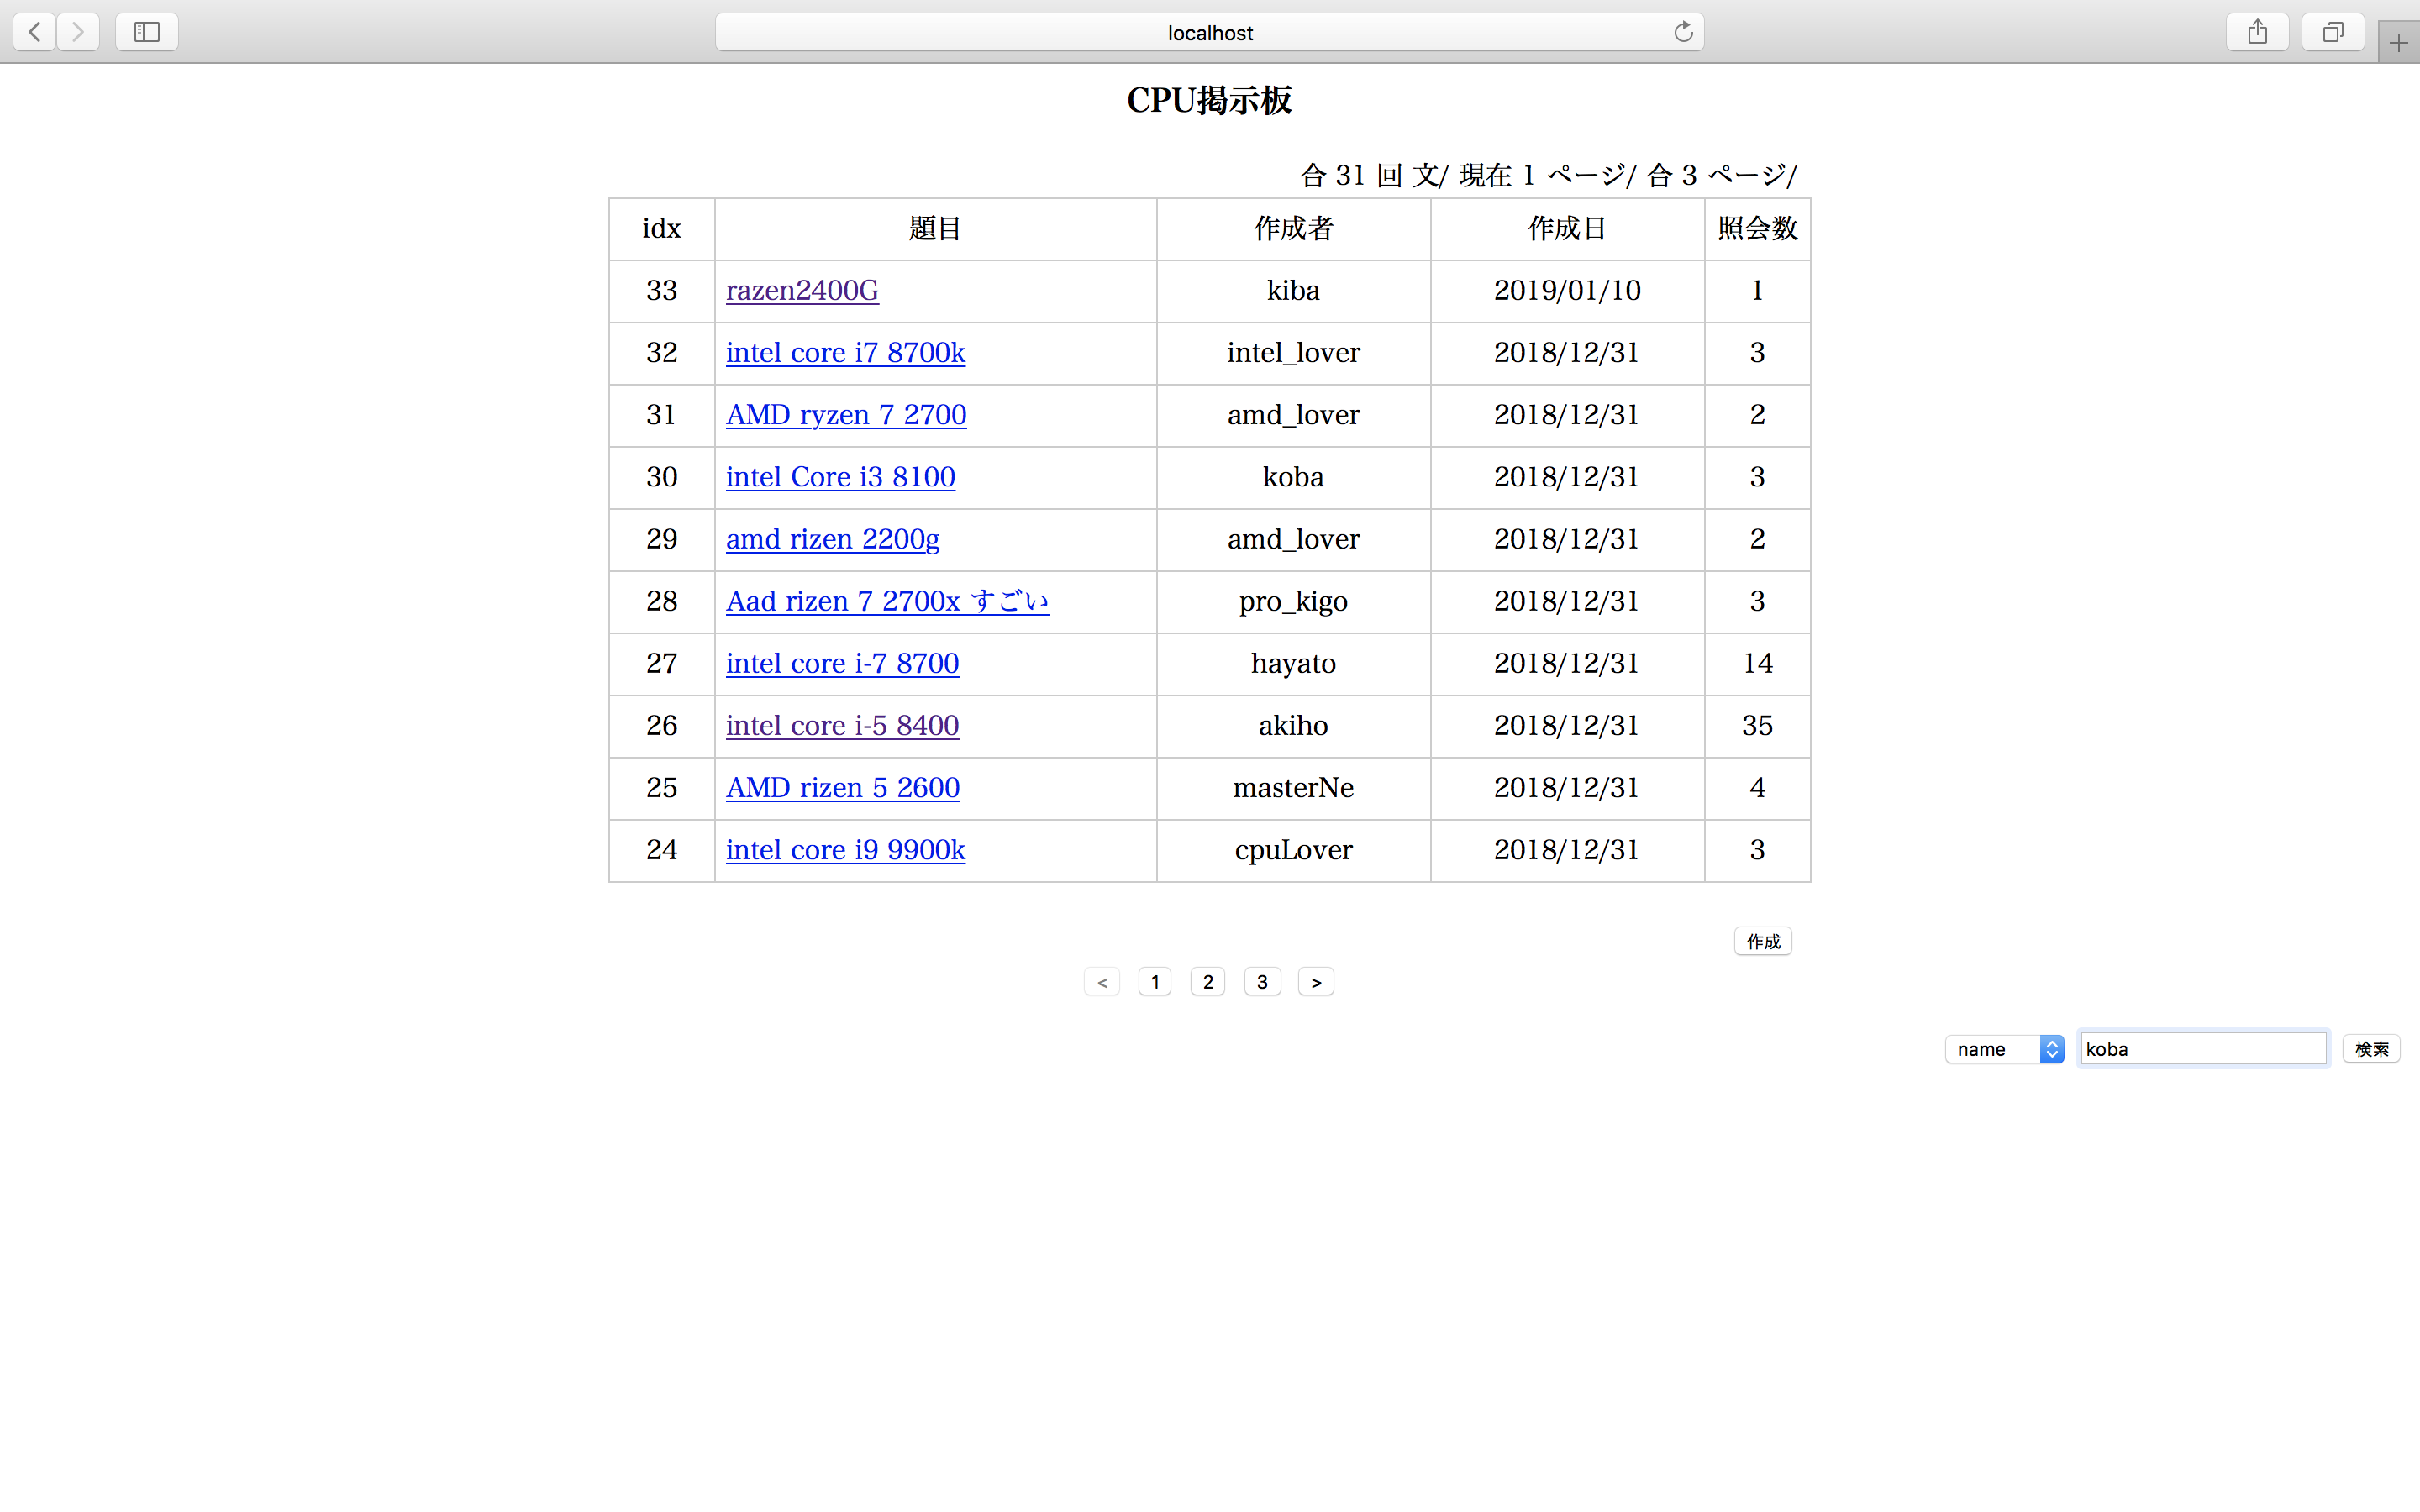 localhost
CPU掲示板
合 31 回 文/ 現在 1 ページ/ 合 3 ページ/
idx 題目 作成者 作成日 照会数
33 razen2400G kiba 2019/01/10 1
32 intel core i7 8700k intel_lover 2018/12/31 3
31 AMD ryzen 7 2700 amd_lover 2018/12/31 2
30 intel Core i3 8100 koba 2018/12/31 3
29 amd rizen 2200g amd_lover 2018/12/31 2
28 Aad rizen 7 2700x すごい pro_kigo 2018/12/31 3
27 intel core i-7 8700 hayato 2018/12/31 14
26 intel core i-5 8400 akiho 2018/12/31 35
25 AMD rizen 5 2600 masterNe 2018/12/31 4
24 intel core i9 9900k cpuLover 2018/12/31 3
作成
< 1 2 3 >
name koba 検索